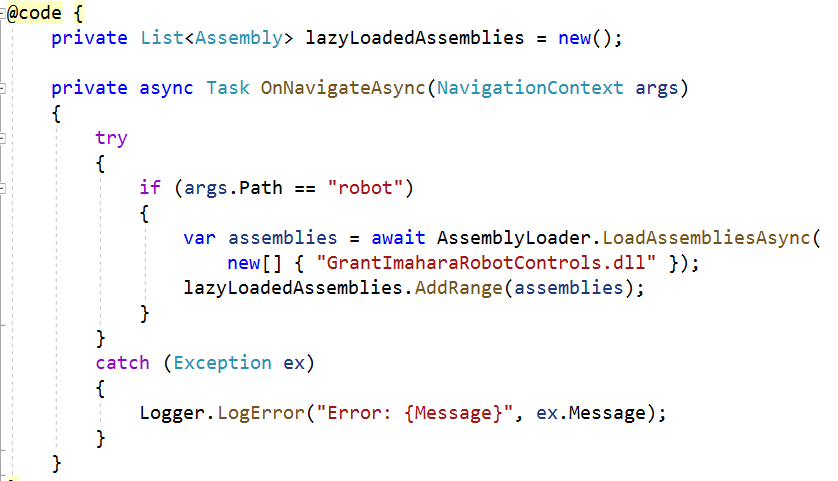 @code {
    private List<Assembly> lazyLoadedAssemblies = new();

    private async Task OnNavigateAsync(NavigationContext args)
    {
        try
        {
            if (args.Path == "robot")
            {
                var assemblies = await AssemblyLoader.LoadAssembliesAsync(
                    new[] { "GrantImaharaRobotControls.dll" });
                lazyLoadedAssemblies.AddRange(assemblies);
            }
        }
        catch (Exception ex)
        {
            Logger.LogError("Error: {Message}", ex.Message);
        }
    }